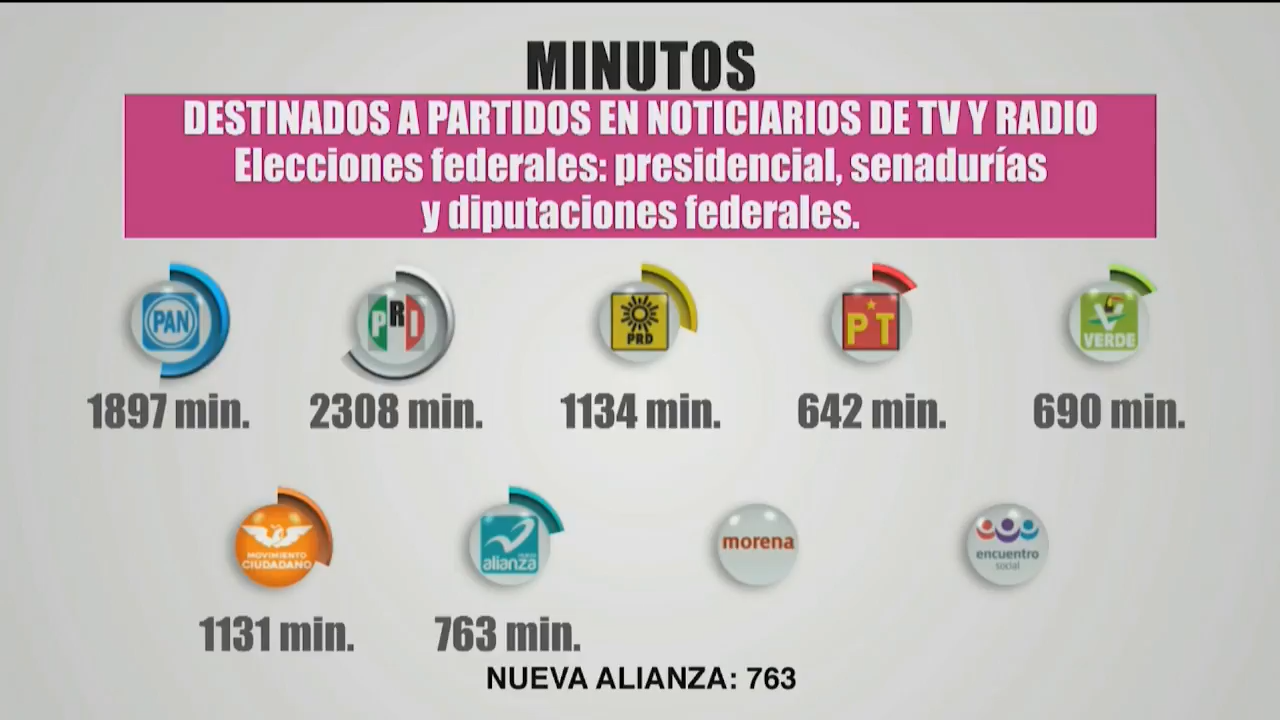 MINUTOS
DESTINADOS A PARTIDOS EN NOTICIARIOS DE TV Y RADIO
Elecciones federales: presidencial, senadurías
y diputaciones federales.
PAN
PRI
PRD
PT
VERDE
1897 min.
2308 min.
1134 min.
642 min.
690 min.
MOVIMIENTO
CIUDADANO
nueva
alianza
morena
encuentro
social
1131 min.
763 min.
NUEVA ALIANZA: 763